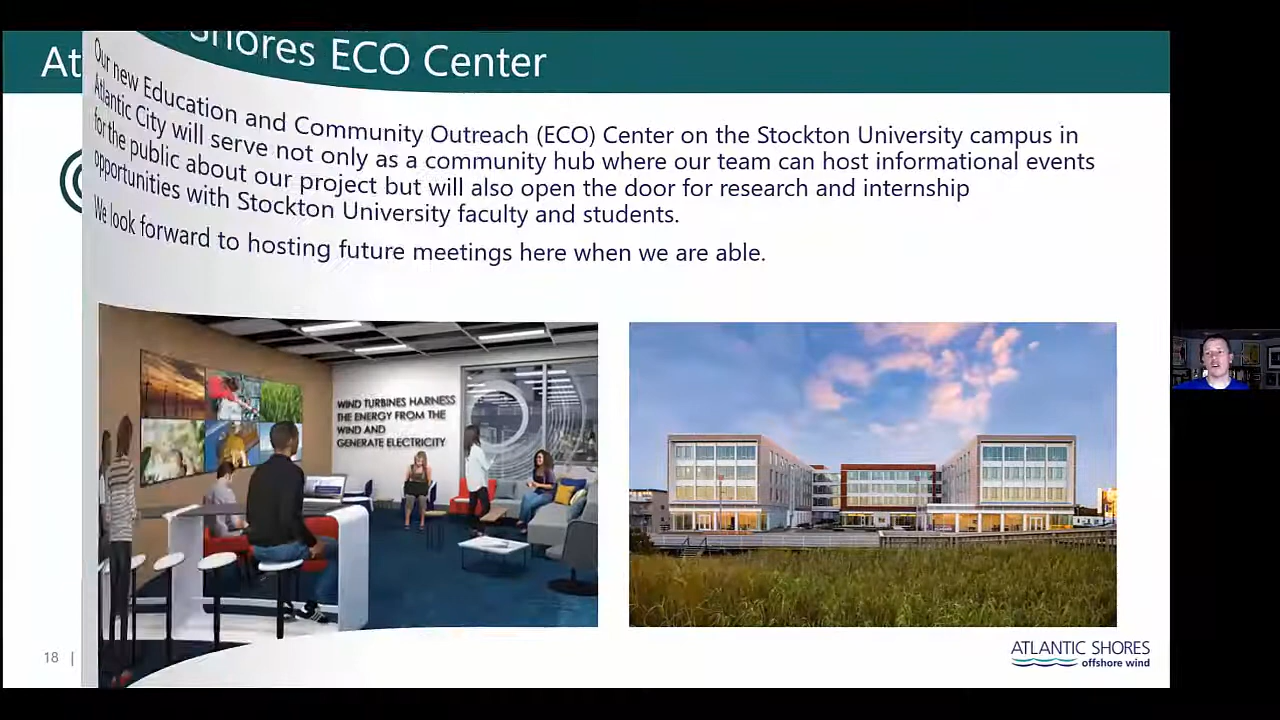 At
Shores ECO Center
Our new Education and Community Outreach (ECO) Center on the Stockton University campus in
Atlantic City will serve not only as a community hub where our team can host informational events
for the public about our project but will also open the door for research and internship
opportunities with Stockton University faculty and students.
We look forward to hosting future meetings here when we are able.
WIND TURBINES HARNESS
THE ENERGY FROM THE
WIND AND
GENERATE ELECTRICITY
18 |
ATLANTIC SHORES
offshore wind